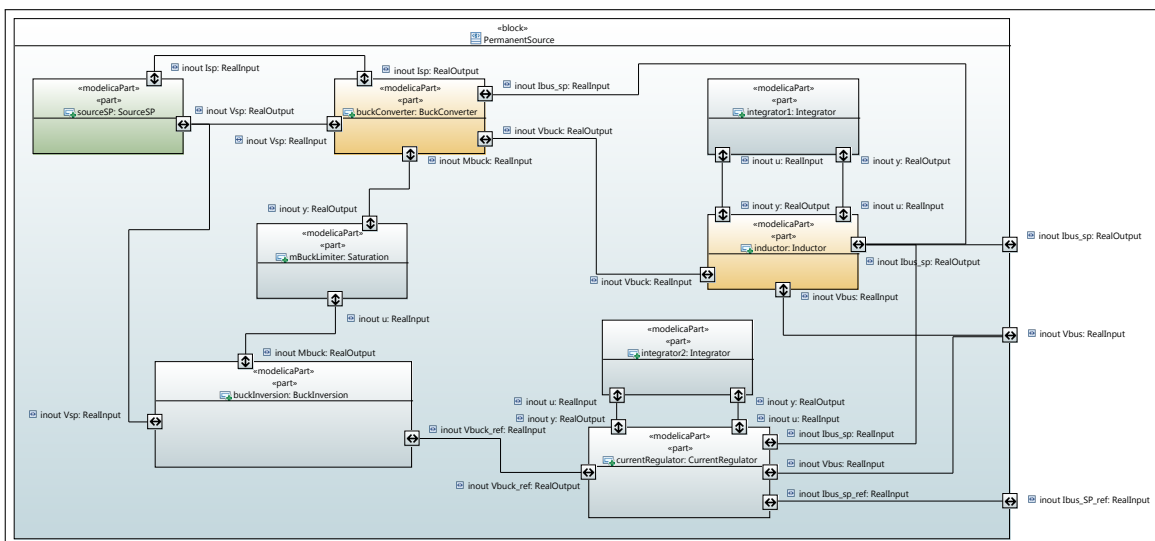 «block»
PermanentSource
inout Isp: RealInput
inout Isp: RealOutput
«modelicaPart»
«part»
sourceSP: SourceSP
inout Vsp: RealOutput
inout Vsp: RealInput
«modelicaPart»
«part»
buckConverter: BuckConverter
inout Ibus_sp: RealInput
inout Vbuck: RealOutput
inout Mbuck: RealInput
«modelicaPart»
«part»
integrator1: Integrator
inout u: RealInput
inout y: RealOutput
inout y: RealOutput
inout u: RealInput
inout y: RealOutput
«modelicaPart»
«part»
mBuckLimiter: Saturation
inout u: RealInput
«modelicaPart»
«part»
inductor: Inductor
inout Ibus_sp: RealOutput
inout Ibus_sp: RealOutput
inout Vbuck: RealInput
inout Vbus: RealInput
inout Vbus: RealInput
inout Mbuck: RealOutput
«modelicaPart»
«part»
buckInversion: BuckInversion
inout Vsp: RealInput
inout Vbuck_ref: RealInput
«modelicaPart»
«part»
integrator2: Integrator
inout u: RealInput
inout y: RealOutput
inout y: RealOutput
inout u: RealInput
«modelicaPart»
«part»
currentRegulator: CurrentRegulator
inout Ibus_sp: RealInput
inout Vbus: RealInput
inout Vbuck_ref: RealOutput
inout Ibus_sp_ref: RealInput
inout Ibus_SP_ref: RealInput